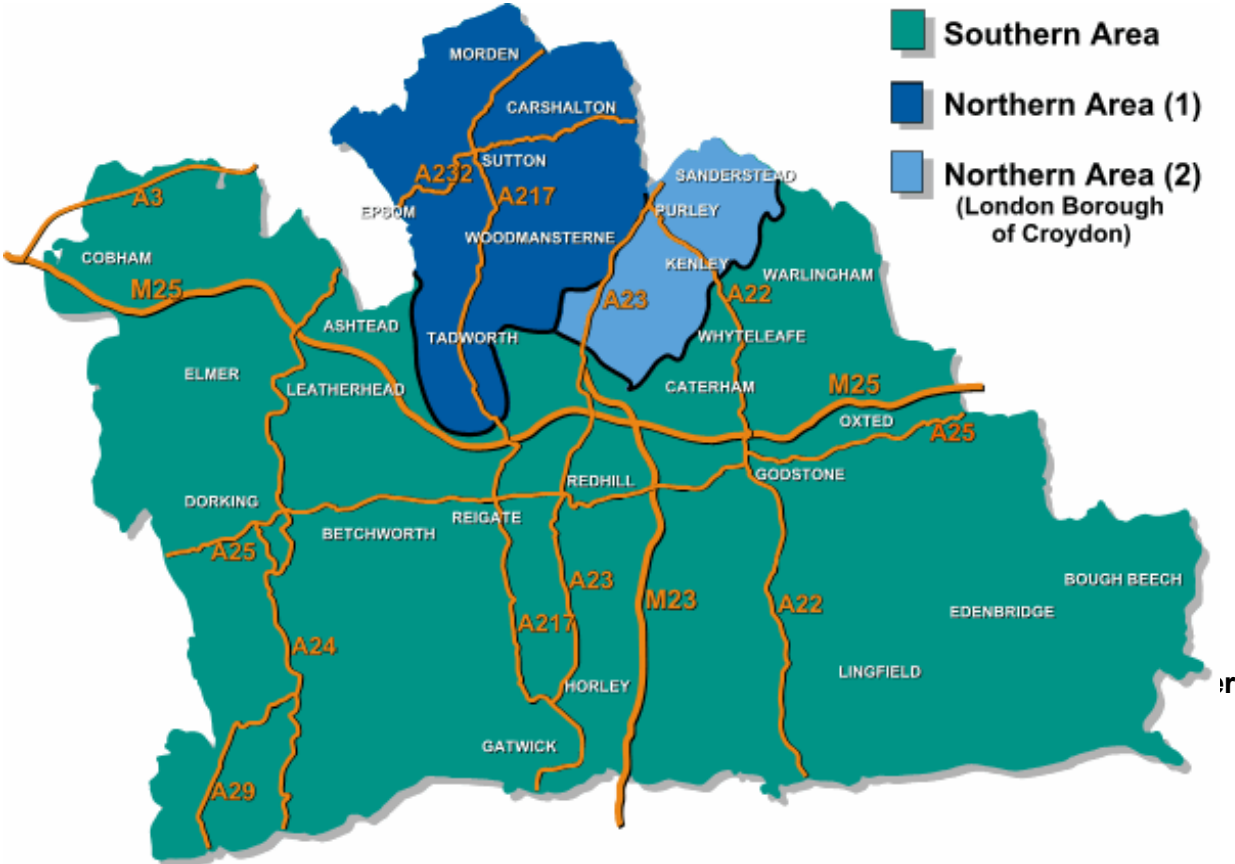 Southern Area
Northern Area (1)
Northern Area (2)
(London Borough
of Croydon)
MORDEN
CARSHALTON
SUTTON
A232
A217
EPSOM
WOODMANSTERNE
SANDERSTEAD
PURLEY
KENLEY
A3
COBHAM
M25
WARLINGHAM
A23
A22
ASHTEAD
TADWORTH
WHYTELEAFE
ELMER
LEATHERHEAD
CATERHAM
M25
OXTED
A25
REDHILL
GODSTONE
DORKING
REIGATE
BETCHWORTH
A25
A23
M23
A22
BOUGH BEECH
EDENBRIDGE
A217
A24
LINGFIELD
HORLEY
er
GATWICK
A29